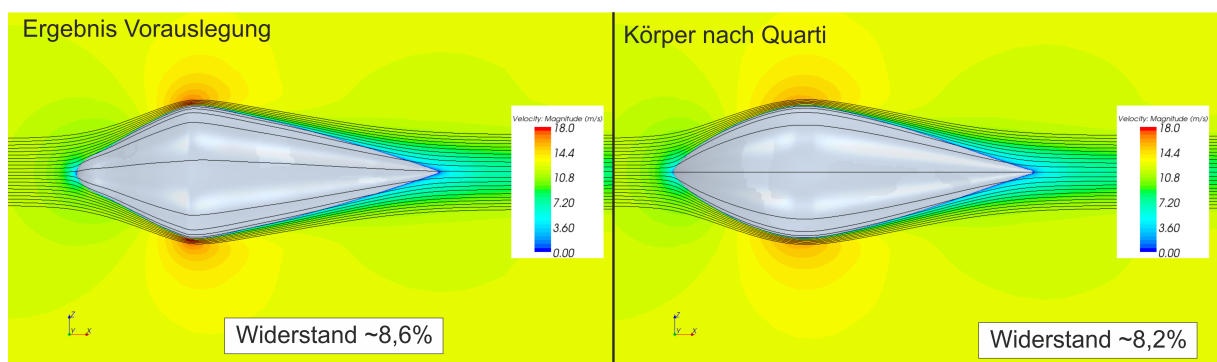 Ergebnis Vorauslegung
Velocity: Magnitude (m/s)
18.0
14.4
10.8
7.20
3.60
0.00
Z
Y X
Widerstand ~8,6%
Körper nach Quarti
Velocity: Magnitude (m/s)
18.0
14.4
10.8
7.20
3.60
0.00
Z
Y X
Widerstand ~8,2%